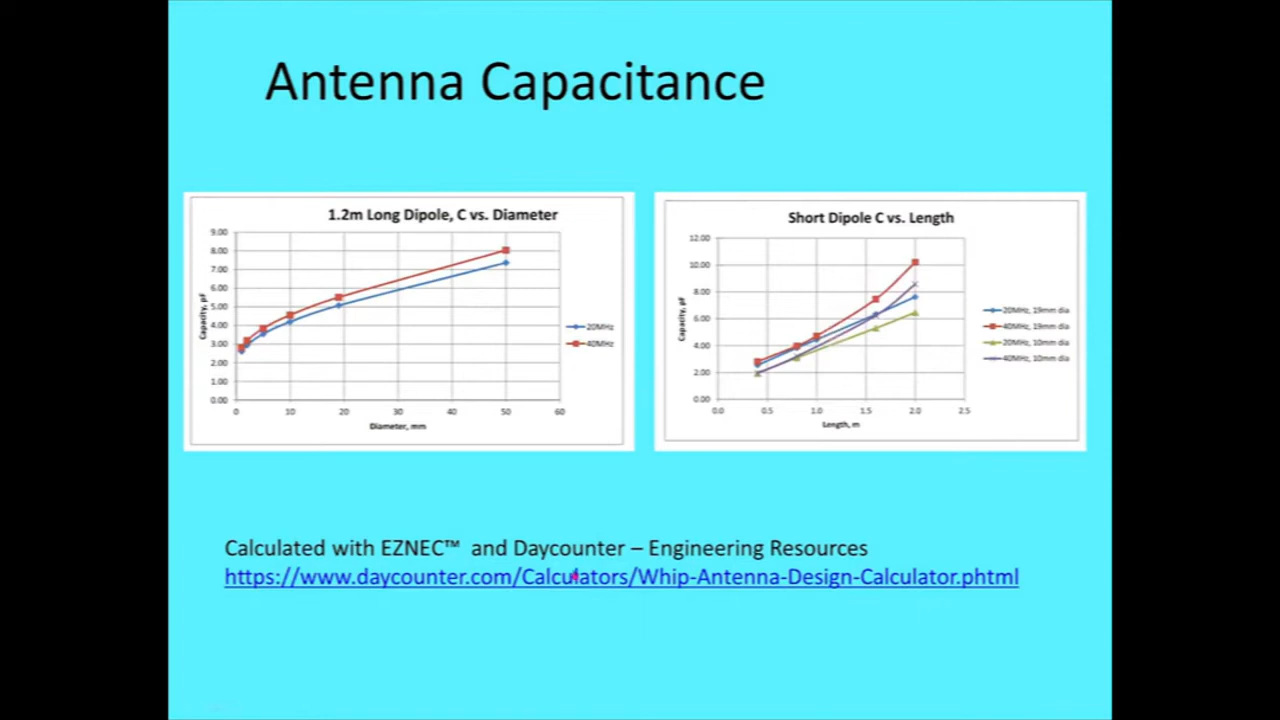 Antenna Capacitance
1.2m Long Dipole, C vs. Diameter
9.00
8.00
7.00
6.00
5.00
4.00
3.00
2.00
1.00
0.00
Capacity, pF
0 10 20 30 40 50 60
Diameter, mm
20MHz
40MHz
Short Dipole C vs. Length
12.00
10.00
8.00
6.00
4.00
2.00
0.00
Capacity, pF
0.0 0.5 1.0 1.5 2.0 2.5
Length, m
20MHz, 19mm dia
40MHz, 19mm dia
20MHz, 10mm dia
40MHz, 10mm dia
Calculated with EZNEC™ and Daycounter – Engineering Resources
https://www.daycounter.com/Calculators/Whip-Antenna-Design-Calculator.phtml